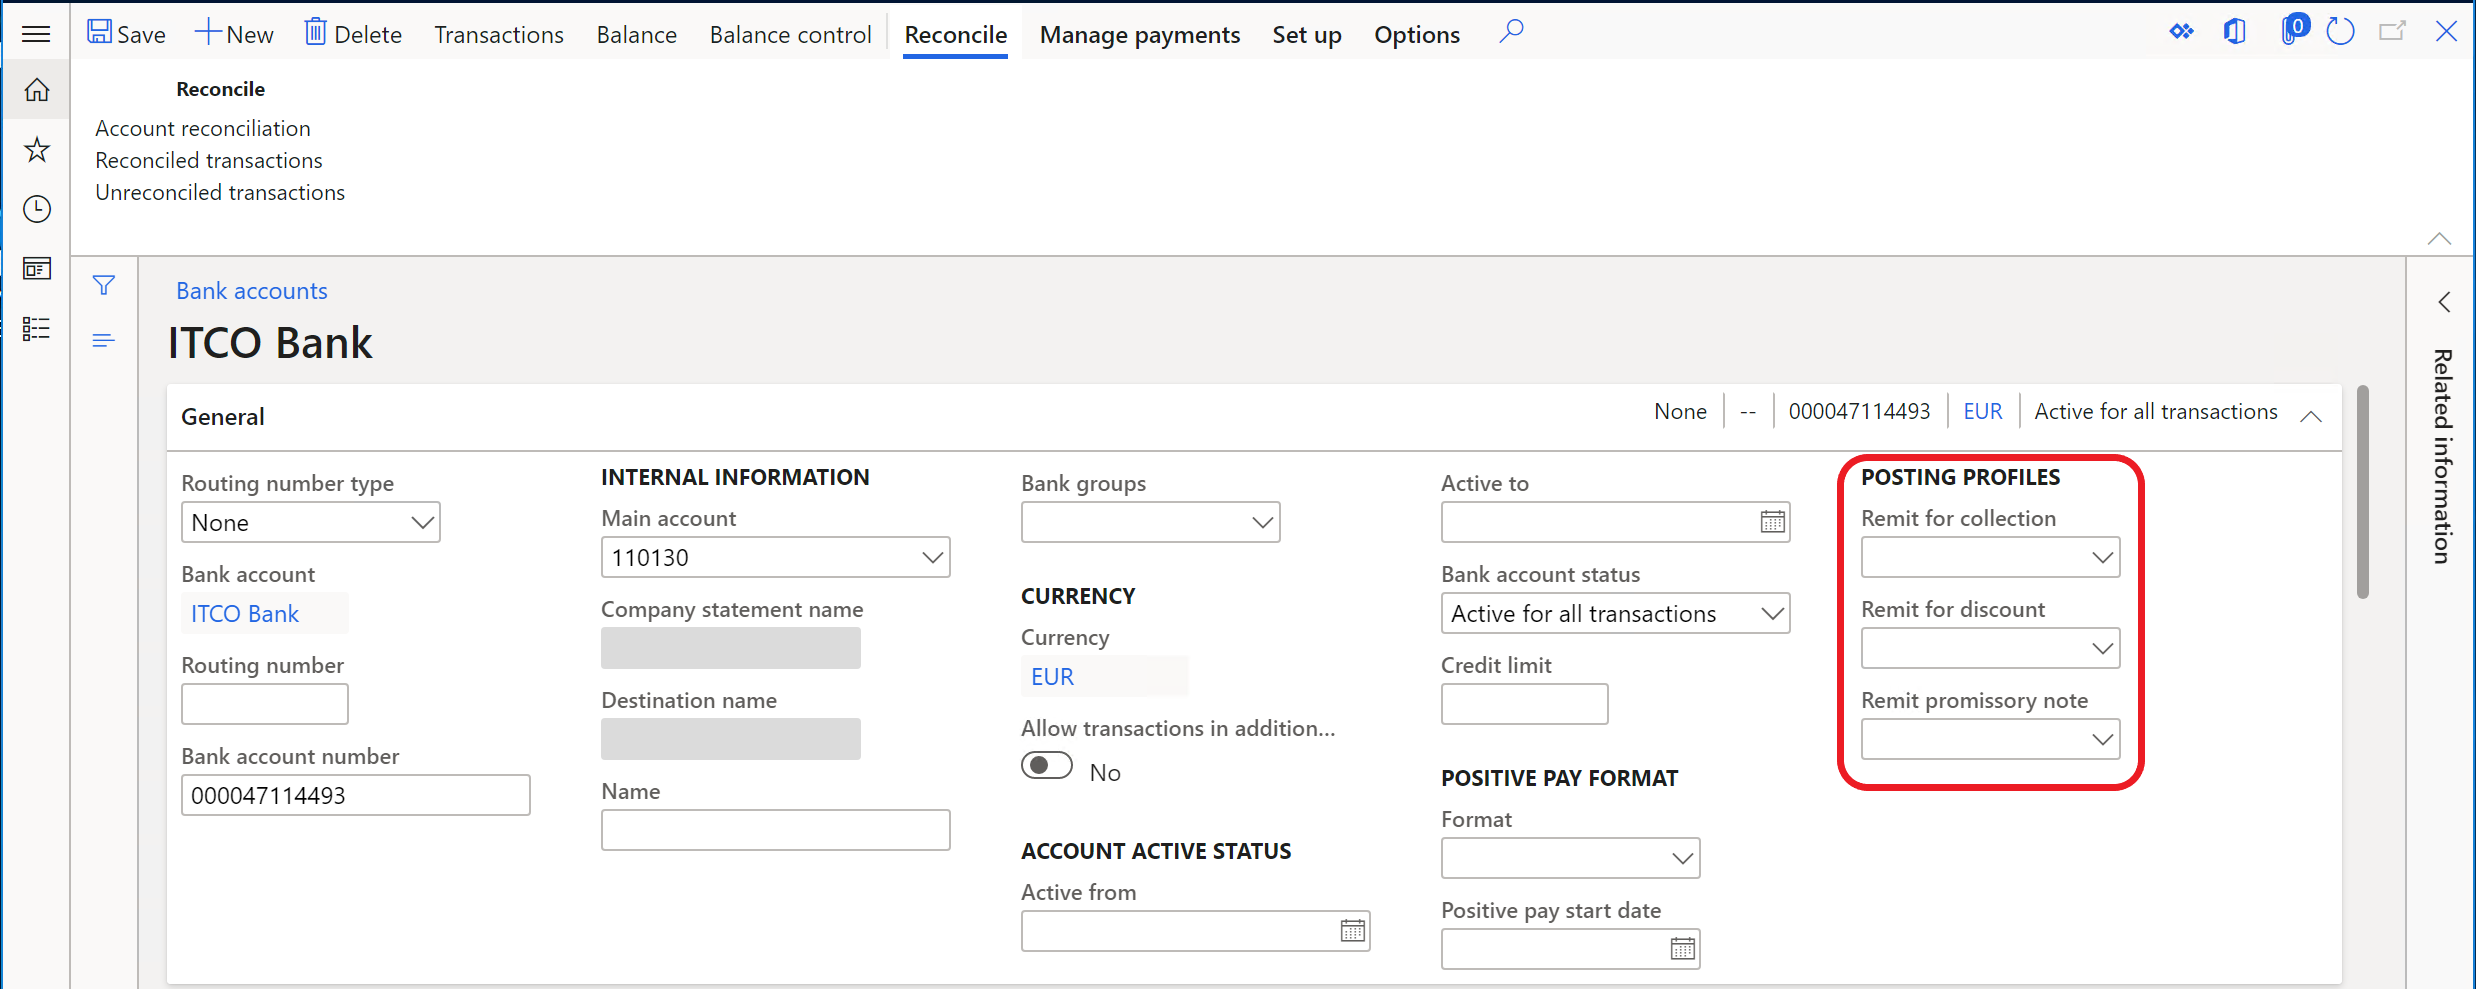 Save
New
Delete
Transactions
Balance
Balance control
Reconcile
Manage payments
Set up
Options
0
Reconcile
Account reconciliation
Reconciled transactions
Unreconciled transactions
Bank accounts
ITCO Bank
General
None
--
000047114493
EUR
Active for all transactions
Routing number type
None
Bank account
ITCO Bank
Routing number
Bank account number
000047114493
INTERNAL INFORMATION
Main account
110130
Company statement name
Destination name
Name
Bank groups
CURRENCY
Currency
EUR
Allow transactions in addition...
No
ACCOUNT ACTIVE STATUS
Active from
Active to
Bank account status
Active for all transactions
Credit limit
POSITIVE PAY FORMAT
Format
Positive pay start date
POSTING PROFILES
Remit for collection
Remit for discount
Remit promissory note
Related information